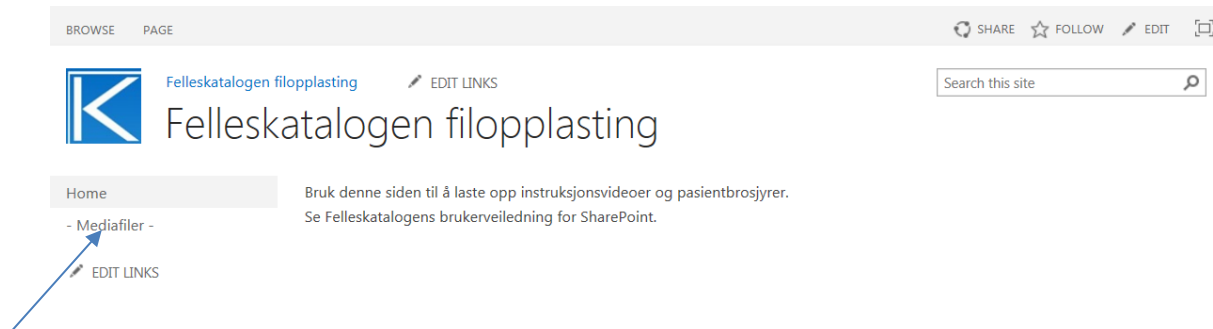 BROWSE PAGE SHARE FOLLOW EDIT
Felleskatalogen filopplasting EDIT LINKS
Search this site
K
Felleskatalogen filopplasting
Home
Bruk denne siden til å laste opp instruksjonsvideoer og pasientbrosjyrer.
Se Felleskatalogens brukerveiledning for SharePoint.
- Mediafiler -
EDIT LINKS